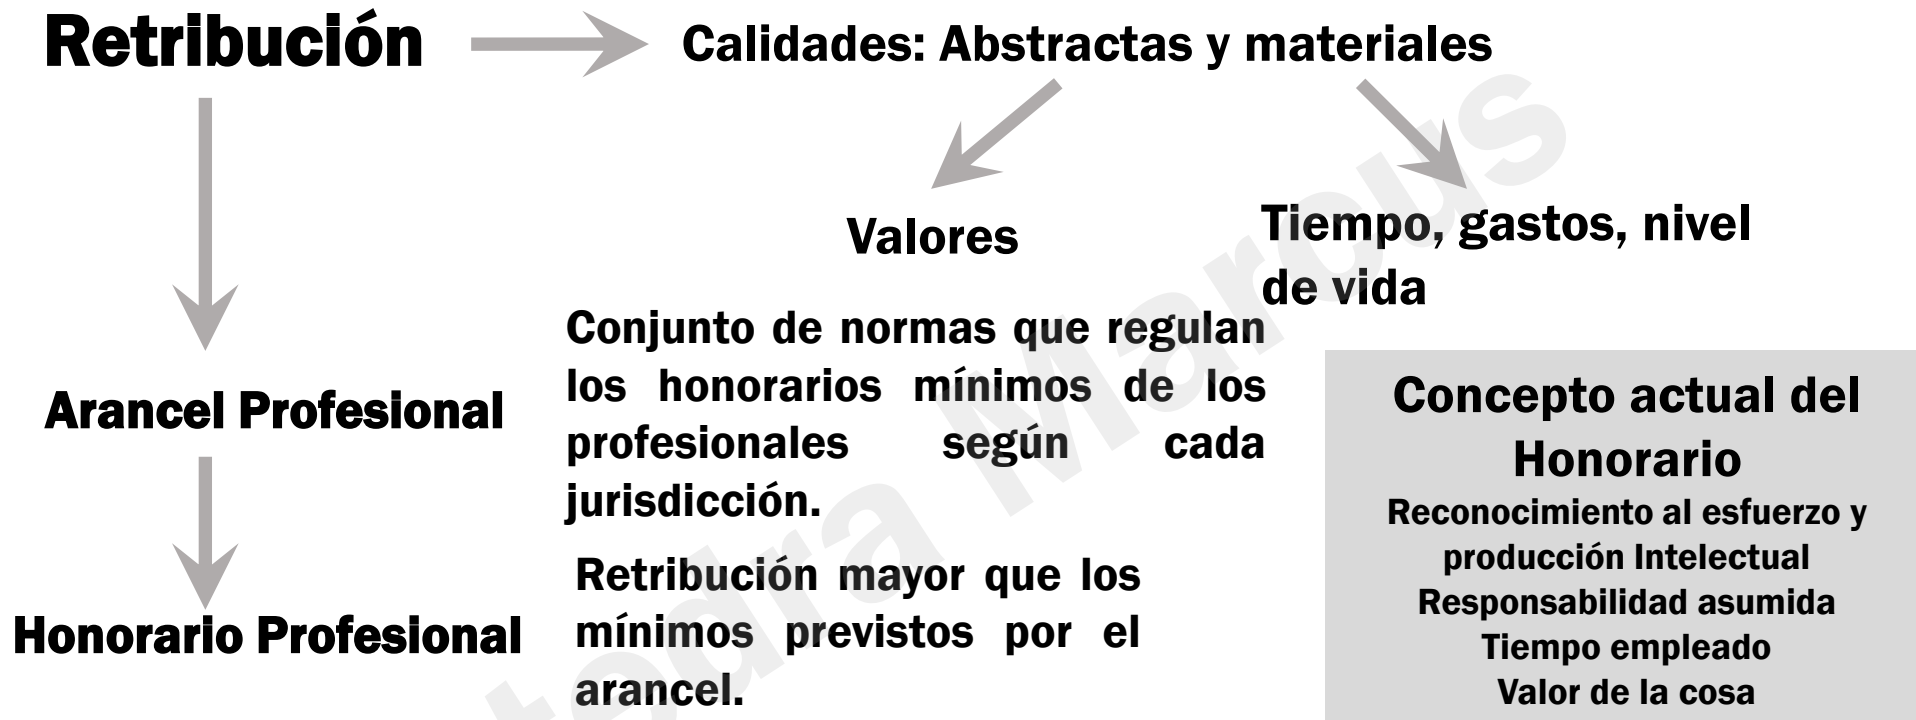 Retribución
Calidades: Abstractas y materiales
Valores
Tiempo, gastos, nivel
de vida
Arancel Profesional
Conjunto de normas que regulan
los honorarios mínimos de los
profesionales según cada
jurisdicción.
Honorario Profesional
Retribución mayor que los
mínimos previstos por el
arancel.
Concepto actual del
Honorario
Reconocimiento al esfuerzo y
producción Intelectual
Responsabilidad asumida
Tiempo empleado
Valor de la cosa
tedra Marcus